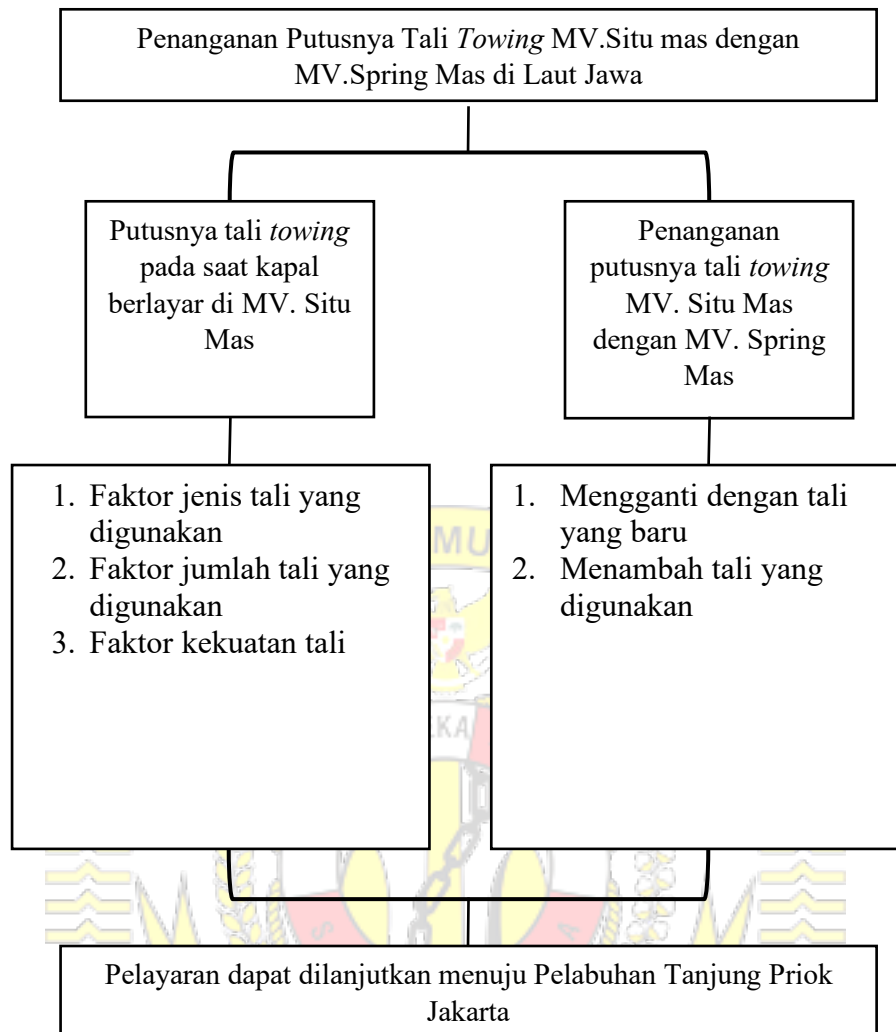 Penanganan Putusnya Tali Towing MV.Situ mas dengan
MV.Spring Mas di Laut Jawa
Putusnya tali towing
pada saat kapal
berlayar di MV. Situ
Mas
Penanganan
putusnya tali towing
MV. Situ Mas
dengan MV. Spring
Mas
1. Faktor jenis tali yang
digunakan
2. Faktor jumlah tali yang
digunakan
3. Faktor kekuatan tali
1. Mengganti dengan tali
yang baru
2. Menambah tali yang
digunakan
Pelayaran dapat dilanjutkan menuju Pelabuhan Tanjung Priok
Jakarta